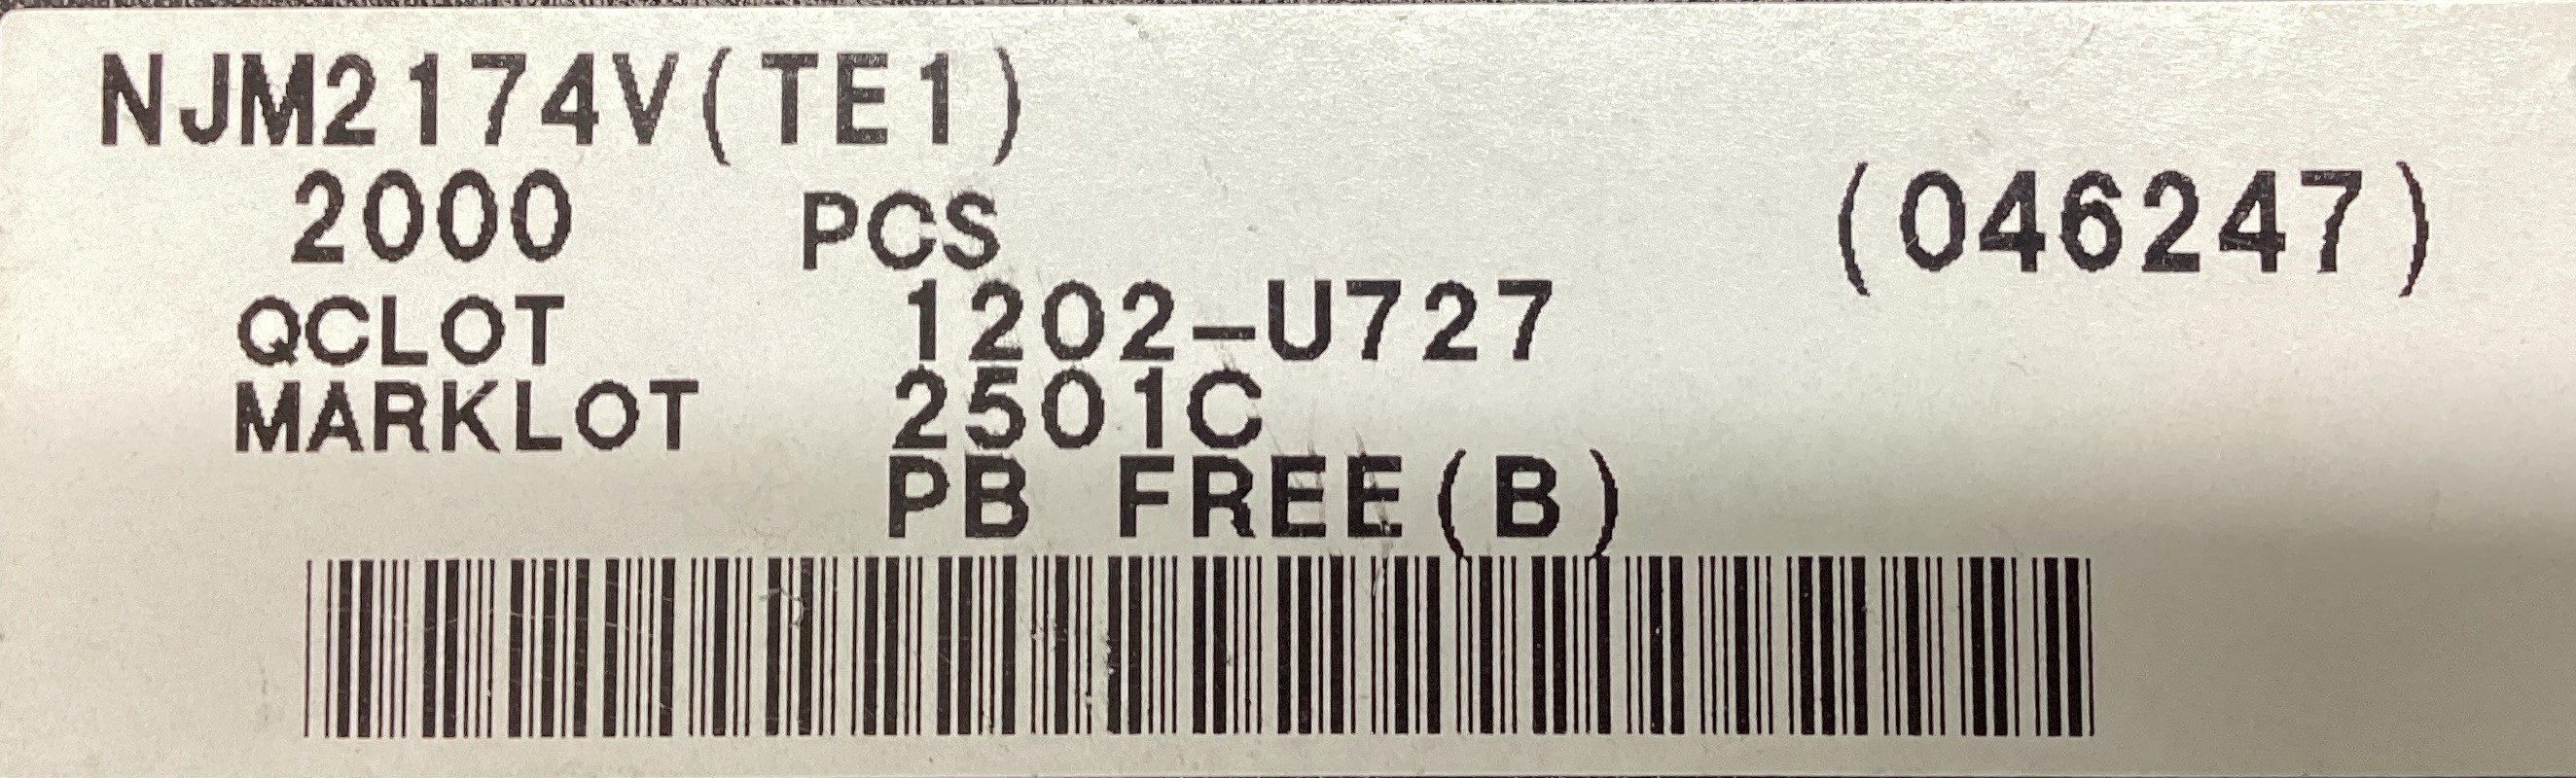 NJM2174V(TE1)
2000 PCS (046247)
QCLOT 1202-U727
MARKLOT 2501C
PB FREE(B)